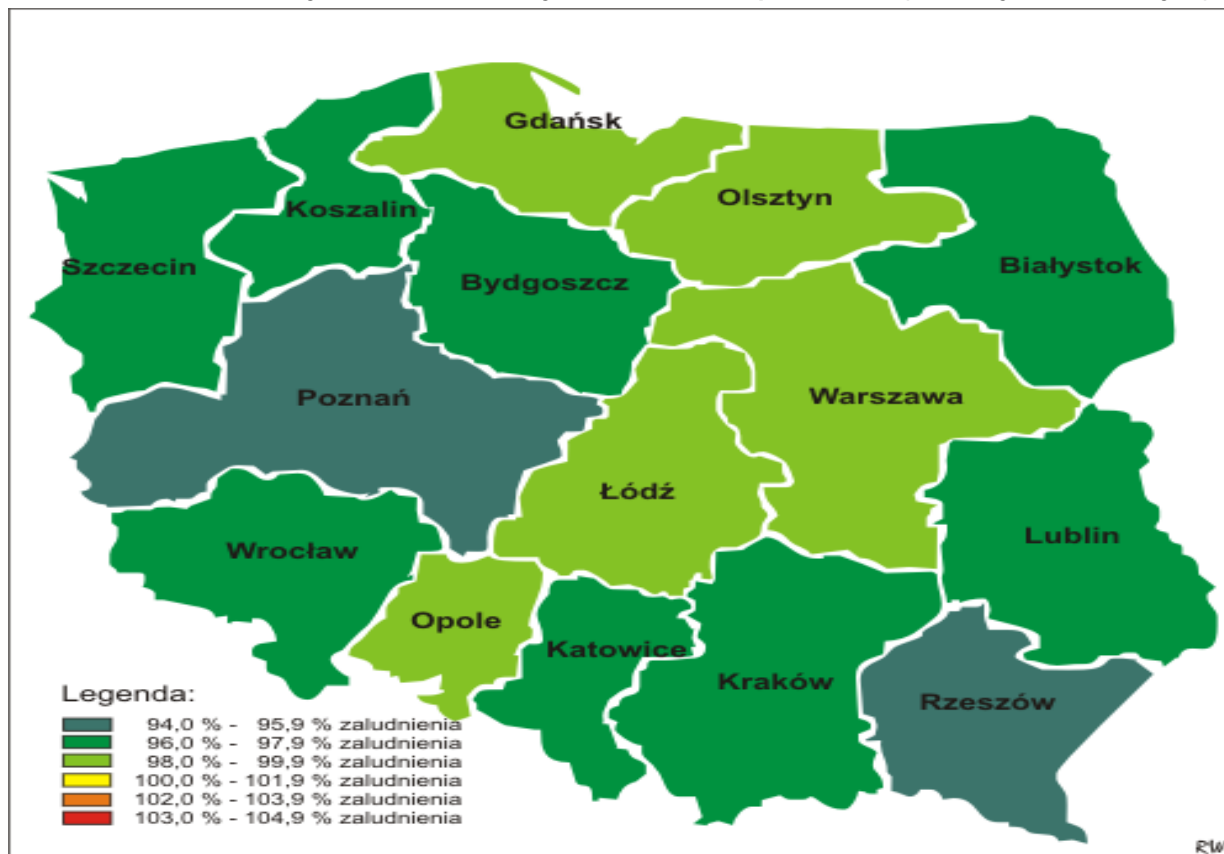 Gdańsk
Olsztyn
Koszalin
Szczecin
Białystok
Bydgoszcz
Poznań
Warszawa
Łódź
Lublin
Wrocław
Opole
Katowice
Kraków
Rzeszów
Legenda:
94,0 % - 95,9 % zaludnienia
96,0 % - 97,9 % zaludnienia
98,0 % - 99,9 % zaludnienia
100,0 % - 101,9 % zaludnienia
102,0 % - 103,9 % zaludnienia
103,0 % - 104,9 % zaludnienia
RW